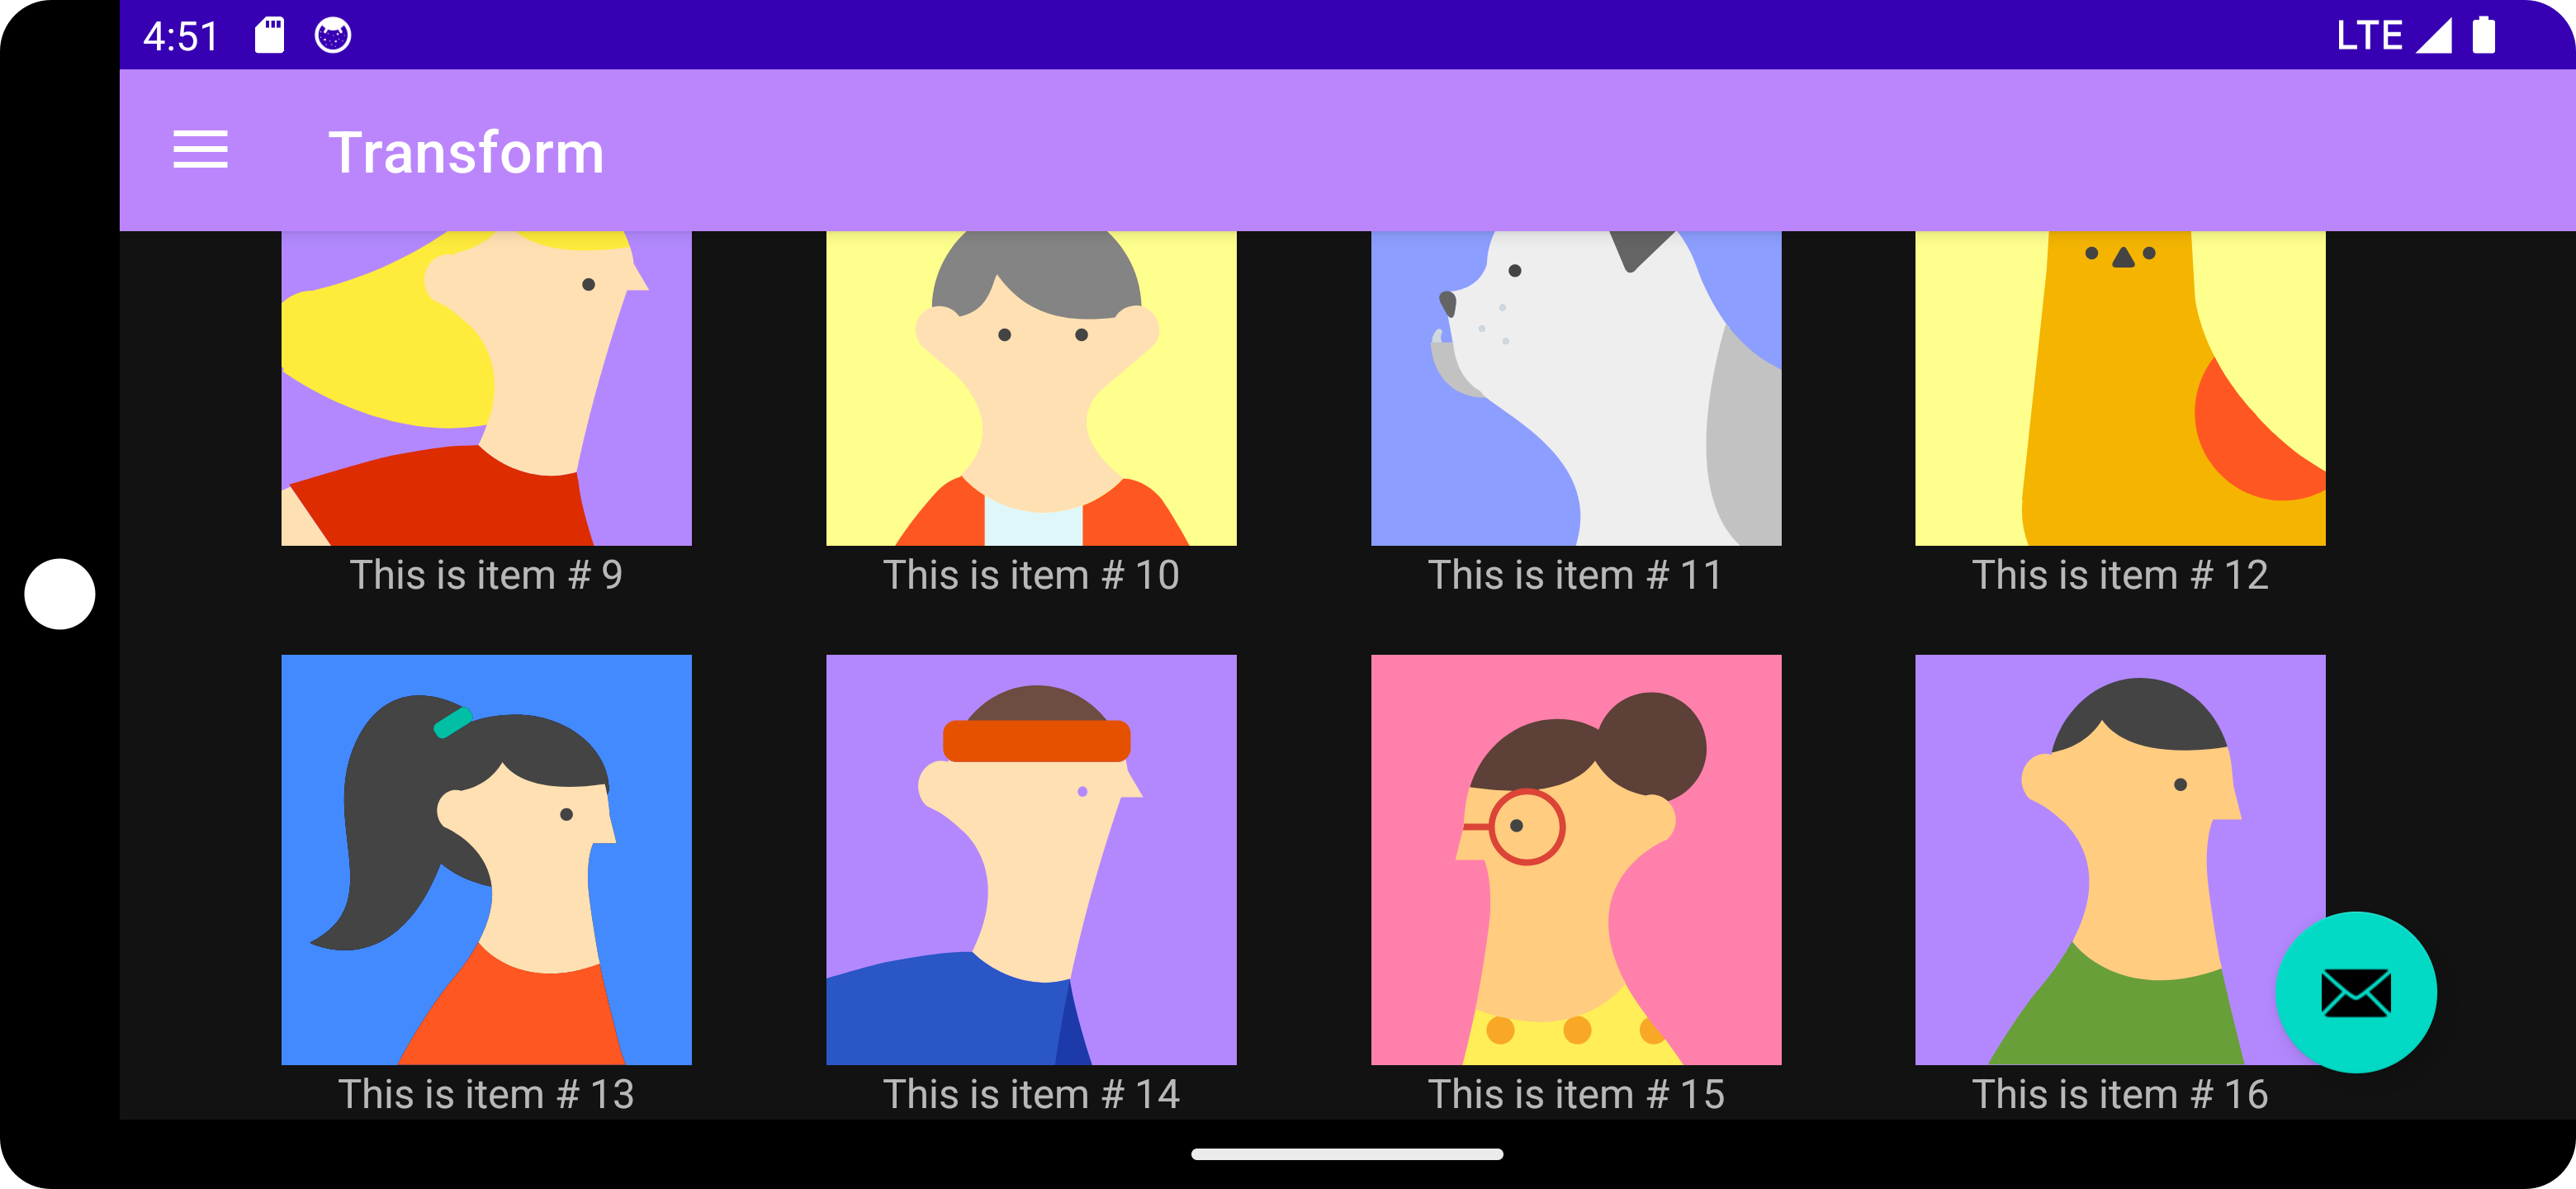 4:51
LTE
Transform
This is item # 9
This is item # 10
This is item # 11
This is item # 12
This is item # 13
This is item # 14
This is item # 15
This is item # 16